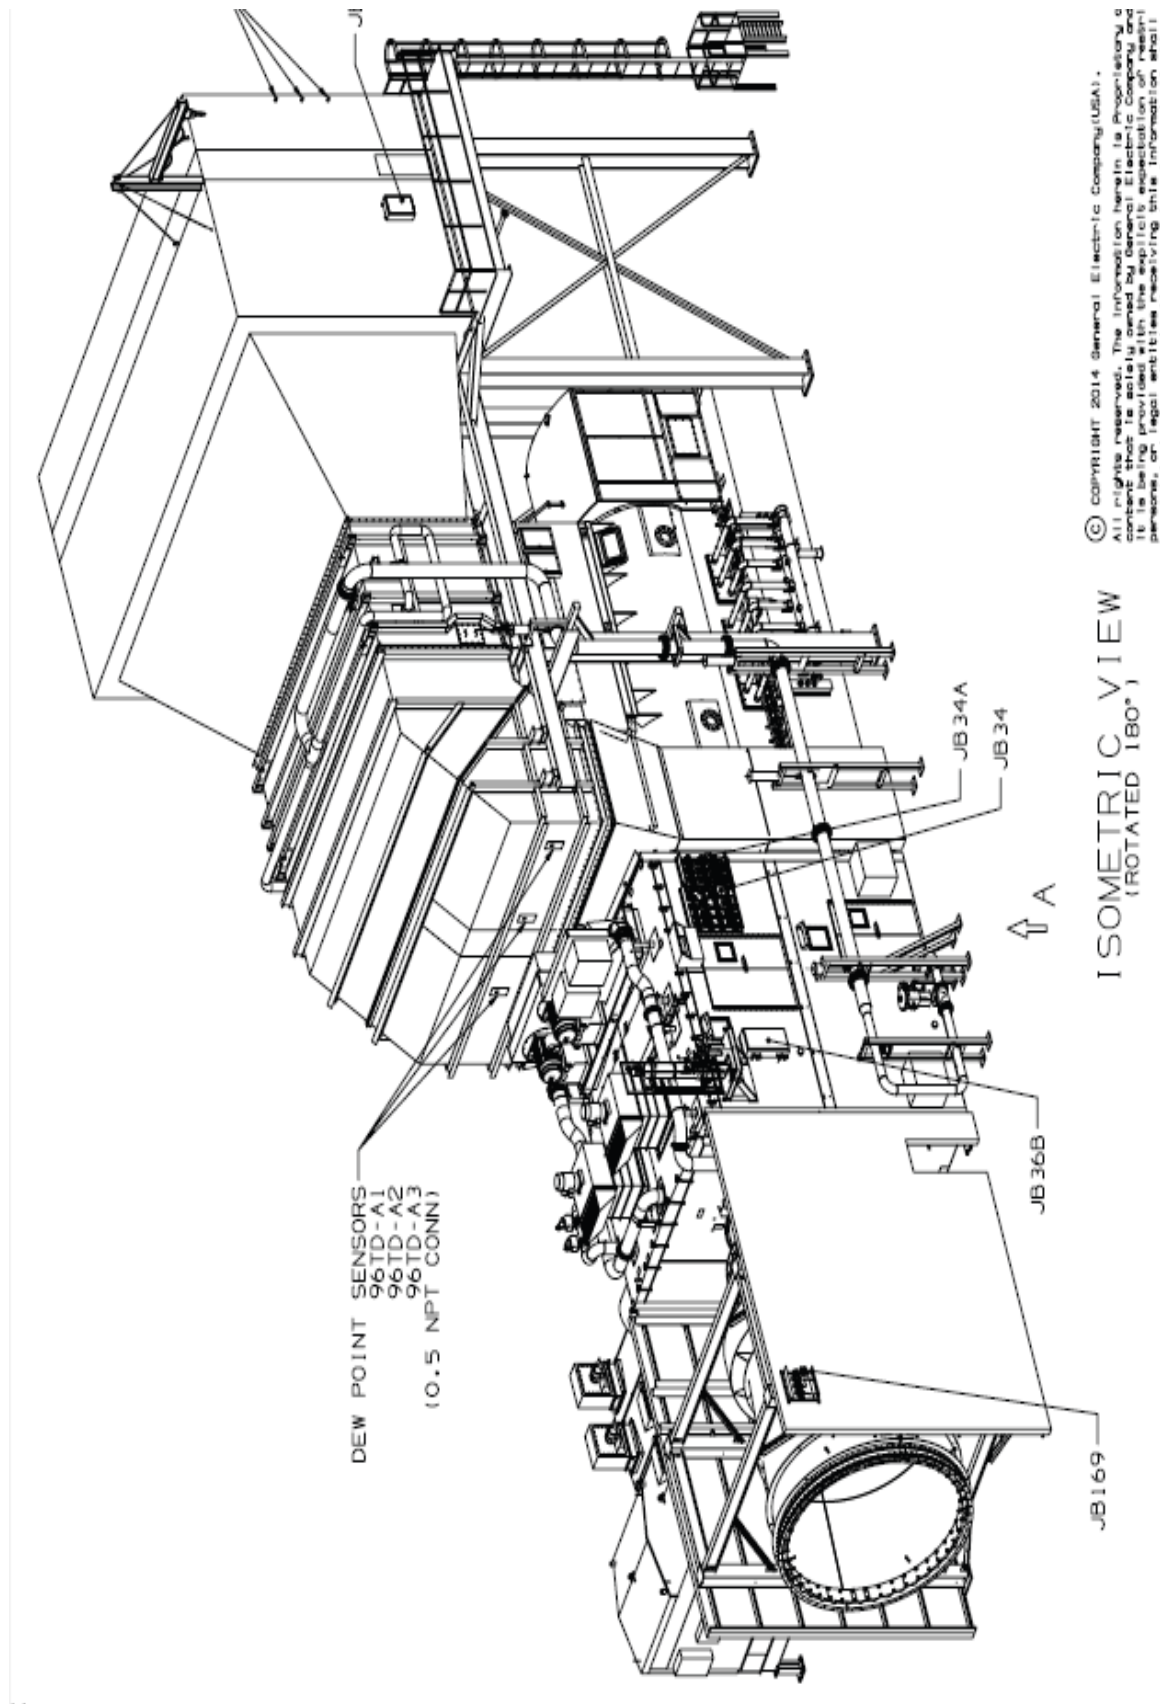 JB
DEW POINT SENSORS
96TD-A1
96TD-A2
96TD-A3
(0.5 NPT CONN)
JB34A
JB34
JB36B
JB169
A
ISOMETRIC VIEW
(ROTATED 180°)
© COPYRIGHT 2014 General Electric Company(USA).
All rights reserved. The information herein is Proprietary
content that is solely owned by General Electric Company and
It is being provided with the explicit expectation of
persons, or legal entities receiving this information shall